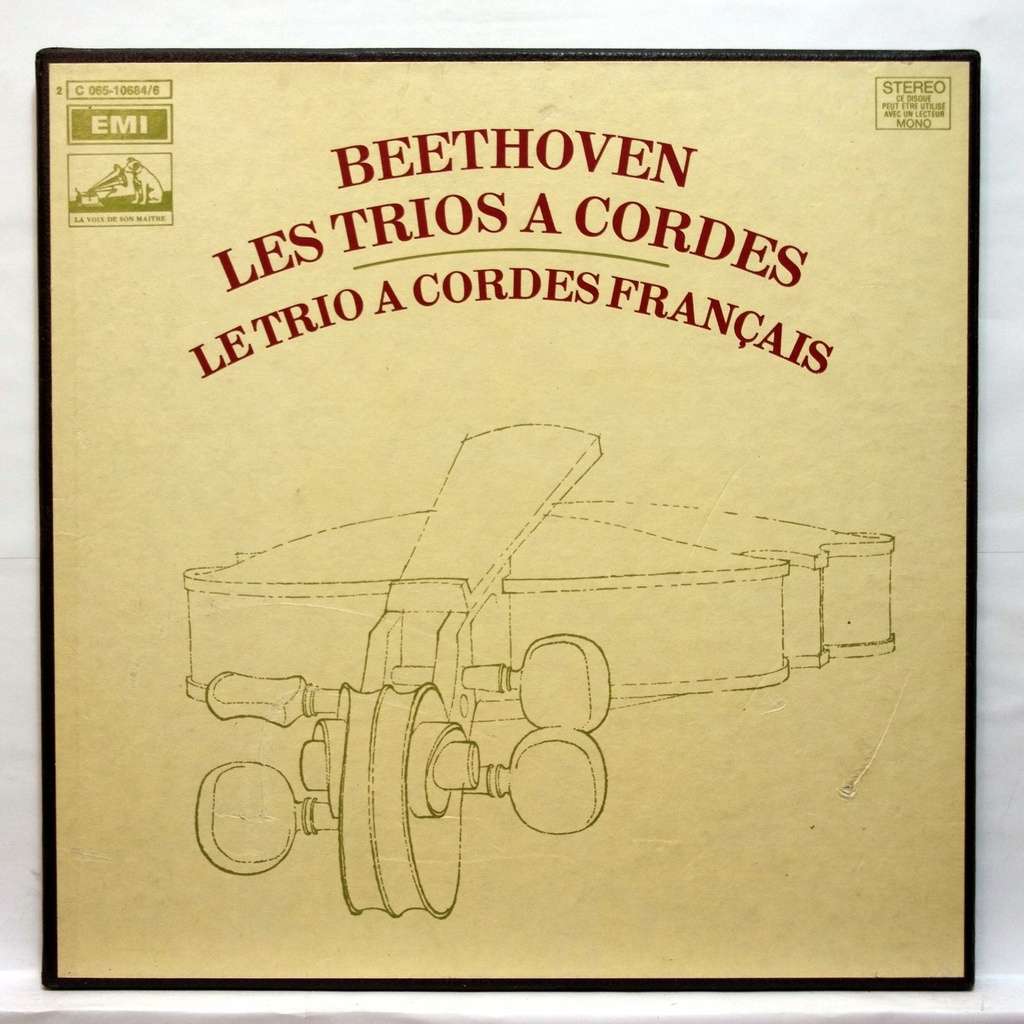 2 C 065-10684/6
EMI
LA VOIX DE SON MAITRE
STEREO
CE DISQUE
PEUT ETRE UTILISE
AVEC UN LECTEUR
MONO
BEETHOVEN
LES TRIOS A CORDES
LE TRIO A CORDES FRANÇAIS